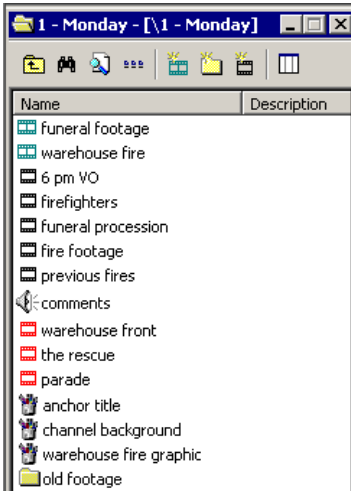 1 - Monday - [\1 - Monday]
Name Description
funeral footage
warehouse fire
6 pm VO
firefighters
funeral procession
fire footage
previous fires
comments
warehouse front
the rescue
parade
anchor title
channel background
warehouse fire graphic
old footage